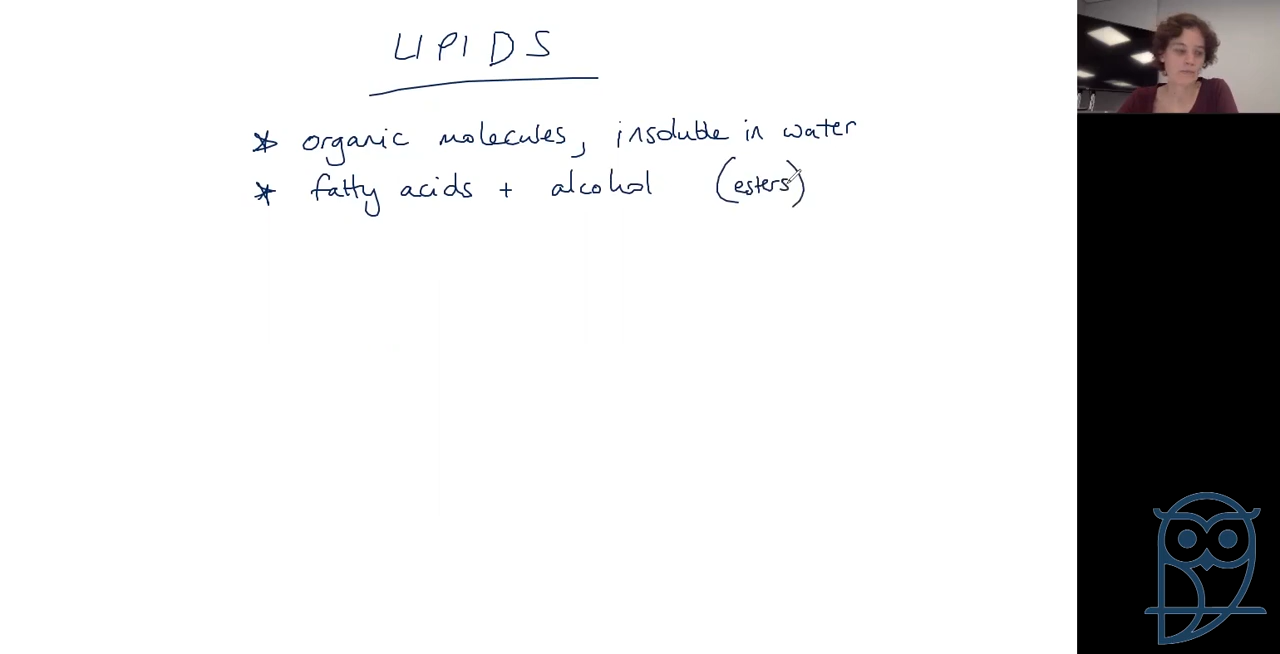 LIPIDS
* organic molecules, insoluble in water
* fatty acids + alcohol (esters)